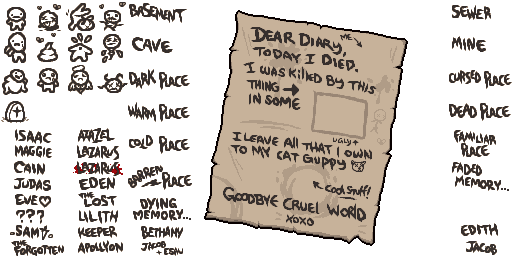 BASEMENT
CAVE
DARK PLACE
WARM PLACE
COLD PLACE
BARREN PLACE
DYING MEMORY...
BETHANY
JACOB + ESAU
ISAAC
MAGGIE
CAIN
JUDAS
EVE♡
???
SAMS
THE FORGOTTEN
AZAZEL
LAZARUS
LAZARUS
EDEN
THE LOST
LILITH
KEEPER
APOLLYON
DEAR DIARY,
ME
TODAY I DIED.
I WAS KILLED BY THIS
THING →
IN SOME
UGLY
I LEAVE ALL THAT I OWN
TO MY CAT GUPPY
COOL STUFF!
GOODBYE CRUEL WORLD
XOXO
SEWER
MINE
CURSED PLACE
DEAD PLACE
FAMILIAR PLACE
FADED MEMORY...
EDITH
JACOB